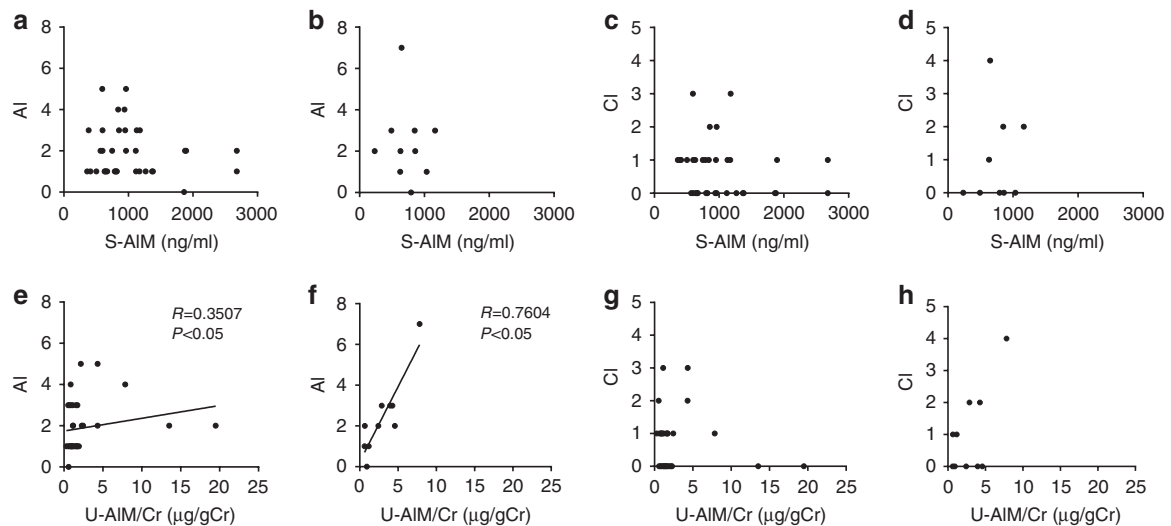 a
8
6
4
2
0
AI
0 1000 2000 3000
S-AIM (ng/ml)
b
8
6
4
2
0
AI
0 1000 2000 3000
S-AIM (ng/ml)
c
5
4
3
2
1
0
CI
0 1000 2000 3000
S-AIM (ng/ml)
d
5
4
3
2
1
0
CI
0 1000 2000 3000
S-AIM (ng/ml)
e
8
6
4
2
0
AI
R=0.3507
P<0.05
0 5 10 15 20 25
U-AIM/Cr (μg/gCr)
f
8
6
4
2
0
AI
R=0.7604
P<0.05
0 5 10 15 20 25
U-AIM/Cr (μg/gCr)
g
5
4
3
2
1
0
CI
0 5 10 15 20 25
U-AIM/Cr (μg/gCr)
h
5
4
3
2
1
0
CI
0 5 10 15 20 25
U-AIM/Cr (μg/gCr)